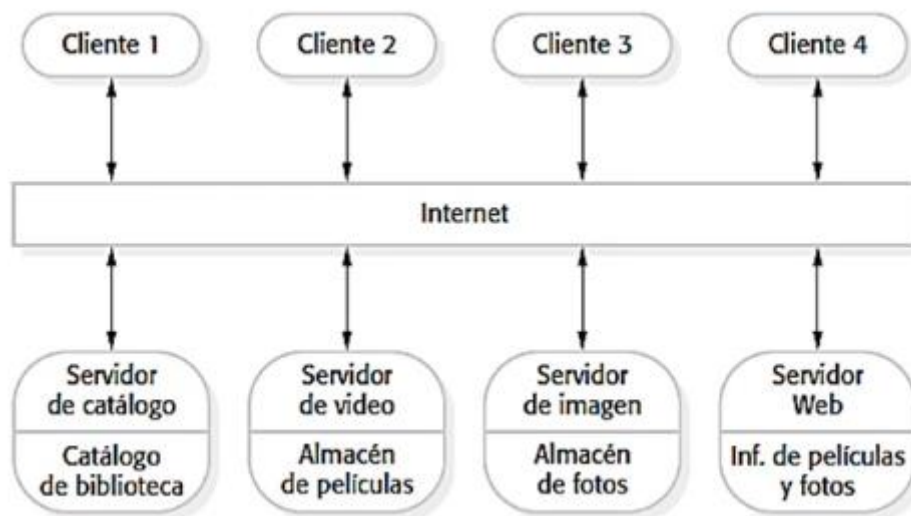 Cliente 1
Cliente 2
Cliente 3
Cliente 4
Internet
Servidor
de catálogo
Catálogo
de biblioteca
Servidor
de video
Almacén
de películas
Servidor
de imagen
Almacén
de fotos
Servidor
Web
Inf. de películas
y fotos